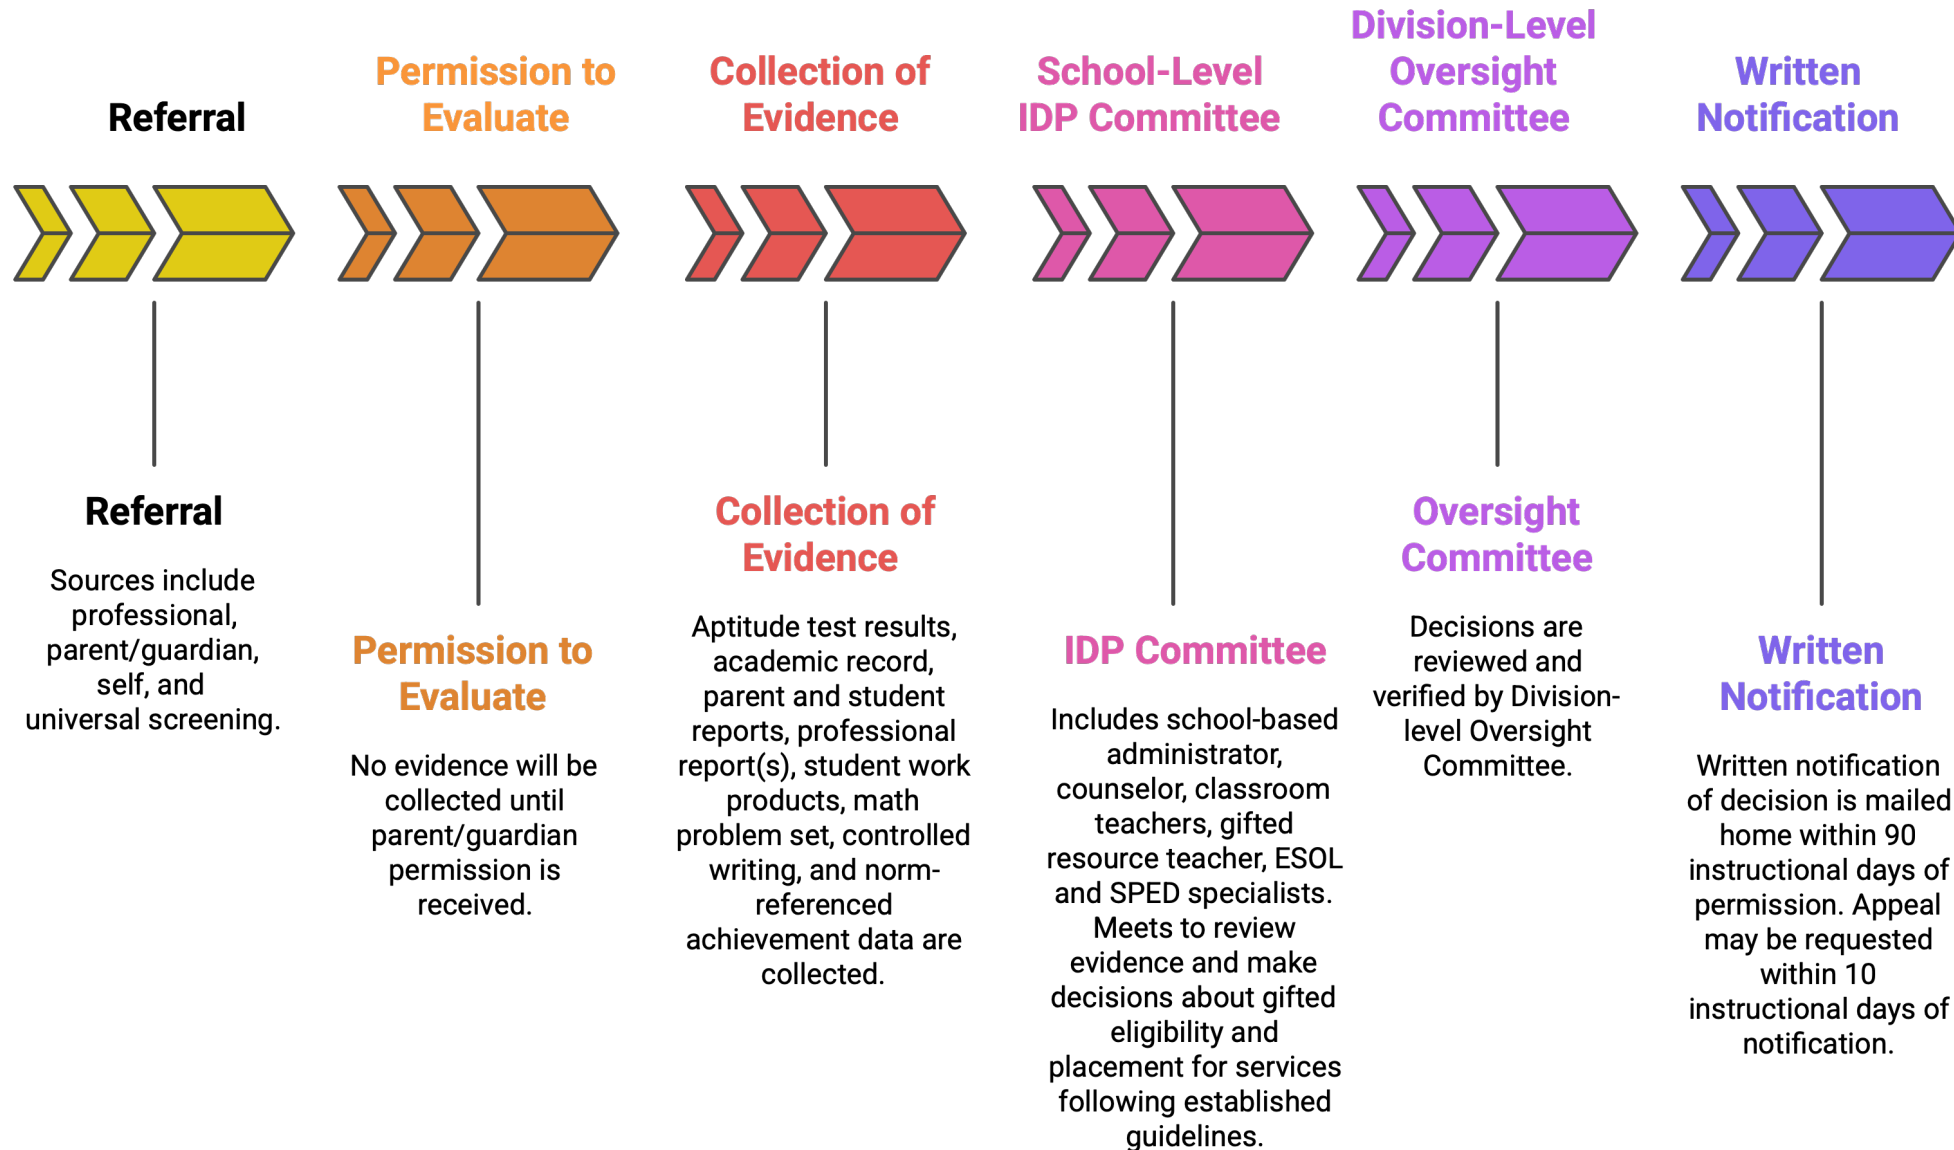 Referral
Permission to
Evaluate
Collection of
Evidence
School-Level
IDP Committee
Division-Level
Oversight
Committee
Written
Notification
Referral
Sources include
professional,
parent/guardian,
self, and
universal screening.
Permission to
Evaluate
No evidence will be
collected until
parent/guardian
permission is
received.
Collection of
Evidence
Aptitude test results,
academic record,
parent and student
reports, professional
report(s), student work
products, math
problem set, controlled
writing, and norm-
referenced
achievement data are
collected.
IDP Committee
Includes school-based
administrator,
counselor, classroom
teachers, gifted
resource teacher, ESOL
and SPED specialists.
Meets to review
evidence and make
decisions about gifted
eligibility and
placement for services
following established
guidelines.
Oversight
Committee
Decisions are
reviewed and
verified by Division-
level Oversight
Committee.
Written
Notification
Written notification
of decision is mailed
home within 90
instructional days of
permission. Appeal
may be requested
within 10
instructional days of
notification.